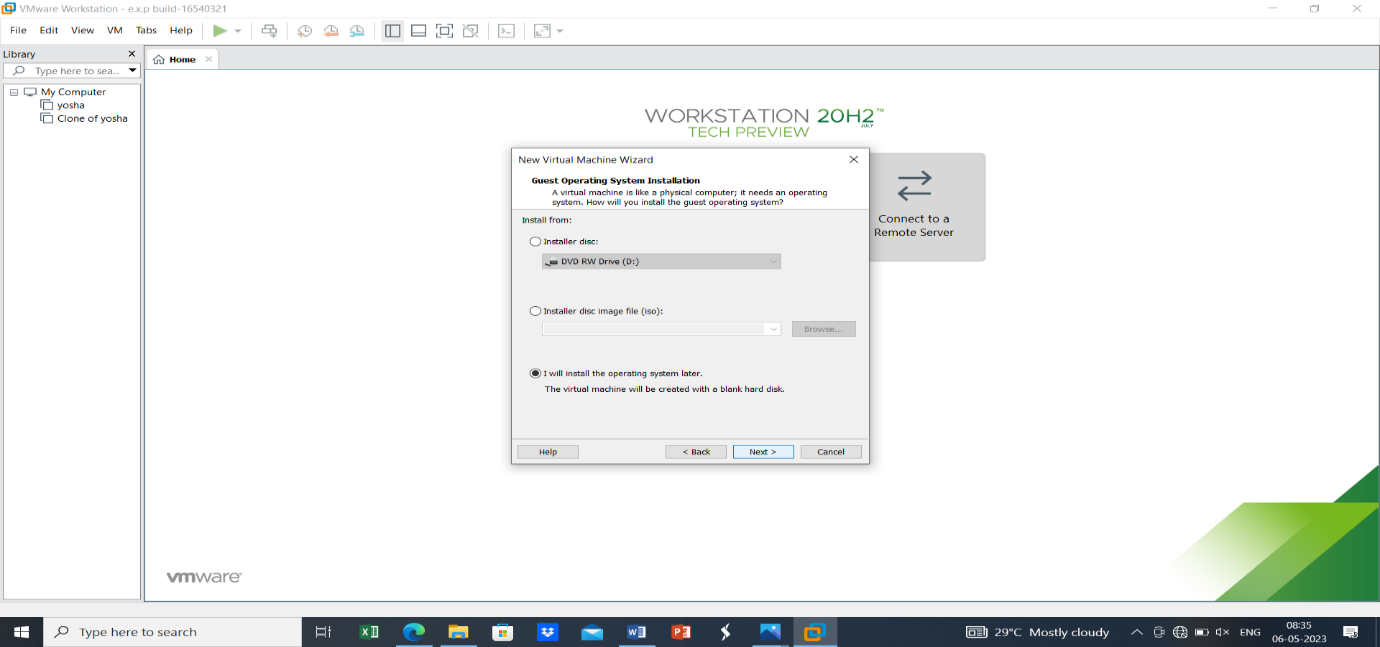 VMware Workstation - e.x.p build-16540321
File Edit View VM Tabs Help
Library
Type here to sea...
Home
My Computer
yosha
Clone of yosha
WORKSTATION 20H2™
JULY
TECH PREVIEW
New Virtual Machine Wizard
Guest Operating System Installation
A virtual machine is like a physical computer; it needs an operating
system. How will you install the guest operating system?
Install from:
Installer disc:
DVD RW Drive (D:)
Installer disc image file (iso):
Browse...
I will install the operating system later.
The virtual machine will be created with a blank hard disk.
Help < Back Next > Cancel
Connect to a
Remote Server
vmware®
Type here to search
29°C Mostly cloudy
ENG
08:35
06-05-2023